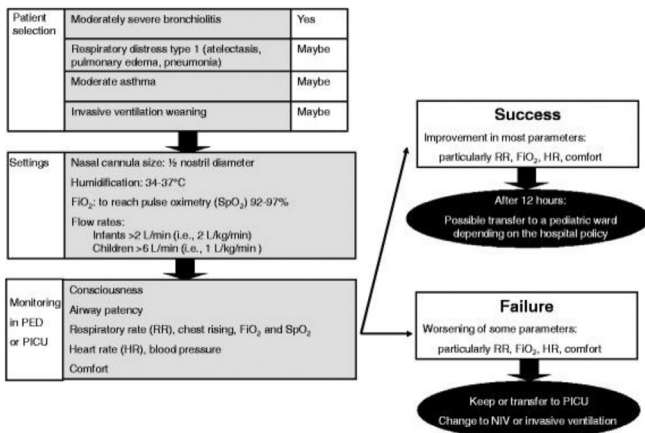 Patient selection
Moderately severe bronchiolitis Yes
Respiratory distress type 1 (atelectasis, pulmonary edema, pneumonia) Maybe
Moderate asthma Maybe
Invasive ventilation weaning Maybe
Settings
Nasal cannula size: ½ nostril diameter
Humidification: 34-37°C
FiO2: to reach pulse oximetry (SpO2) 92-97%
Flow rates:
Infants >2 L/min (i.e., 2 L/kg/min)
Children >6 L/min (i.e., 1 L/kg/min )
Monitoring in PED or PICU
Consciousness
Airway patency
Respiratory rate (RR), chest rising, FiO2 and SpO2
Heart rate (HR), blood pressure
Comfort
Success
Improvement in most parameters:
particularly RR, FiO2, HR, comfort
After 12 hours:
Possible transfer to a pediatric ward
depending on the hospital policy
Failure
Worsening of some parameters:
particularly RR, FiO2, HR, comfort
Keep or transfer to PICU
Change to NIV or invasive ventilation